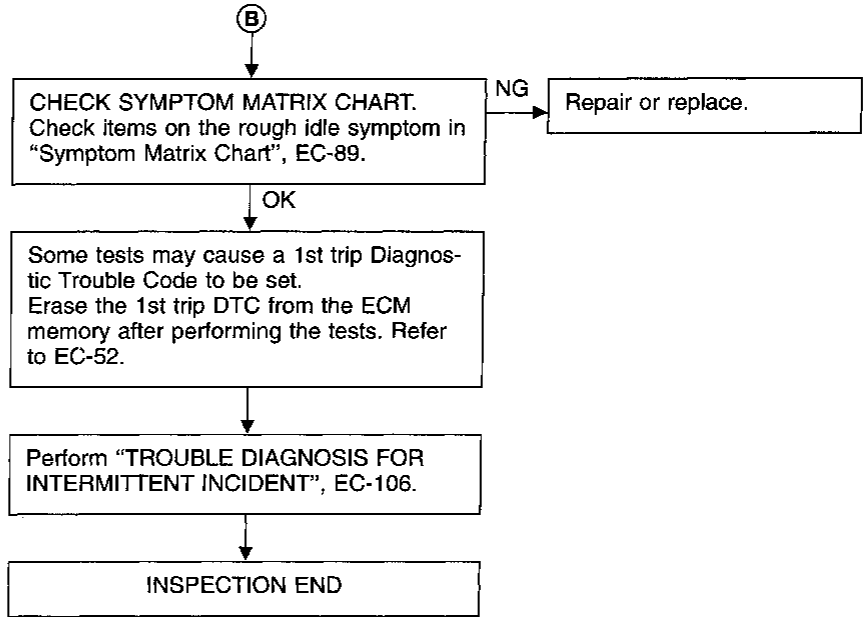 B
CHECK SYMPTOM MATRIX CHART.
Check items on the rough idle symptom in
"Symptom Matrix Chart", EC-89.
NG
Repair or replace.
OK
Some tests may cause a 1st trip Diagnos-
tic Trouble Code to be set.
Erase the 1st trip DTC from the ECM
memory after performing the tests. Refer
to EC-52.
Perform "TROUBLE DIAGNOSIS FOR
INTERMITTENT INCIDENT", EC-106.
INSPECTION END